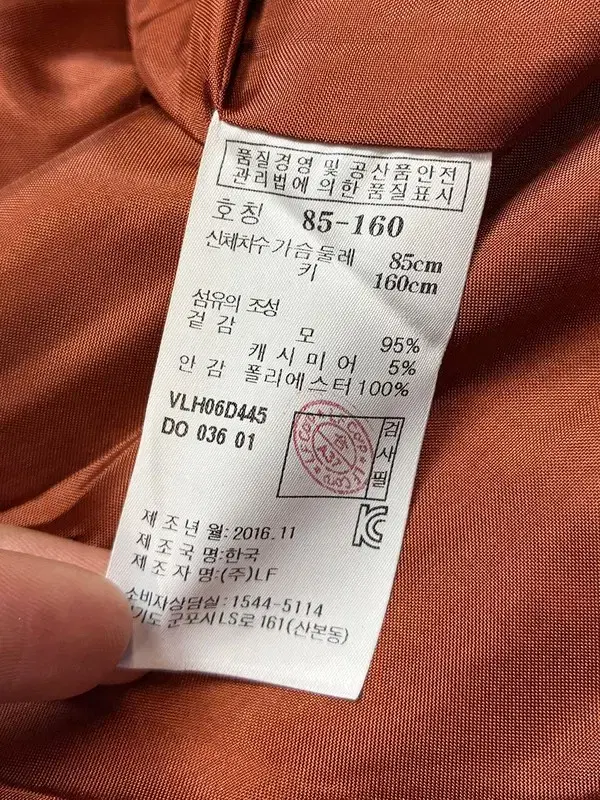 품질경영 및 공산품안전
관리법에 의한 품질표시
호칭 85-160
신체치수 가슴둘레 85cm
키 160cm
섬유의 조성
겉감 모 95%
캐시미어 5%
안감 폴리에스터 100%
VLH06D445
DO 036 01
검사필
제조년월:2016.11
제조국명:한국
제조자명:(주)LF
소비자상담실:1544-5114
경기도 군포시 LS로 161(산본동)